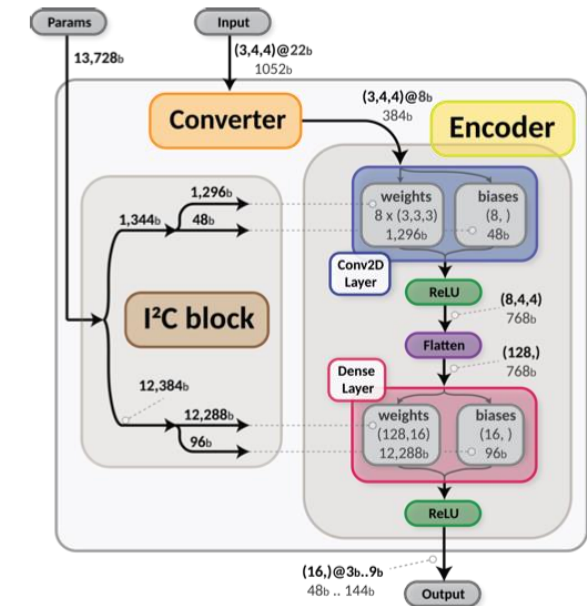 Params
Input
13,728b
(3,4,4)@22b
1052b
(3,4,4)@8b
384b
Converter
Encoder
1,296b
1,344b
48b
weights
8 x (3,3,3)
1,296b
biases
(8, )
48b
Conv2D
Layer
ReLU
(8,4,4)
768b
I²C block
Flatten
(128,)
768b
Dense
Layer
12,384b
12,288b
96b
weights
(128,16)
12,288b
biases
(16, )
96b
ReLU
(16,)@3b..9b
48b .. 144b
Output